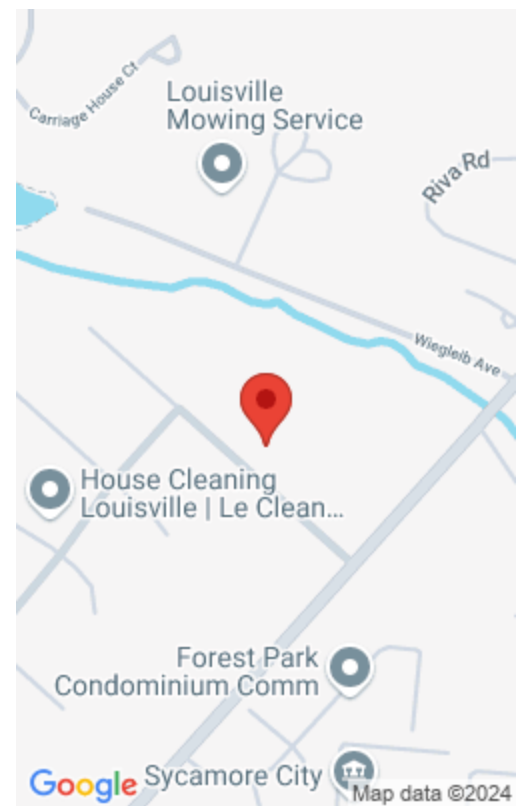 Carriage House Ct
Louisville
Mowing Service
Riva Rd
Wiegleib Ave
House Cleaning
Louisville | Le Clean...
Forest Park
Condominium Comm
Sycamore City
Google
Map data ©2024